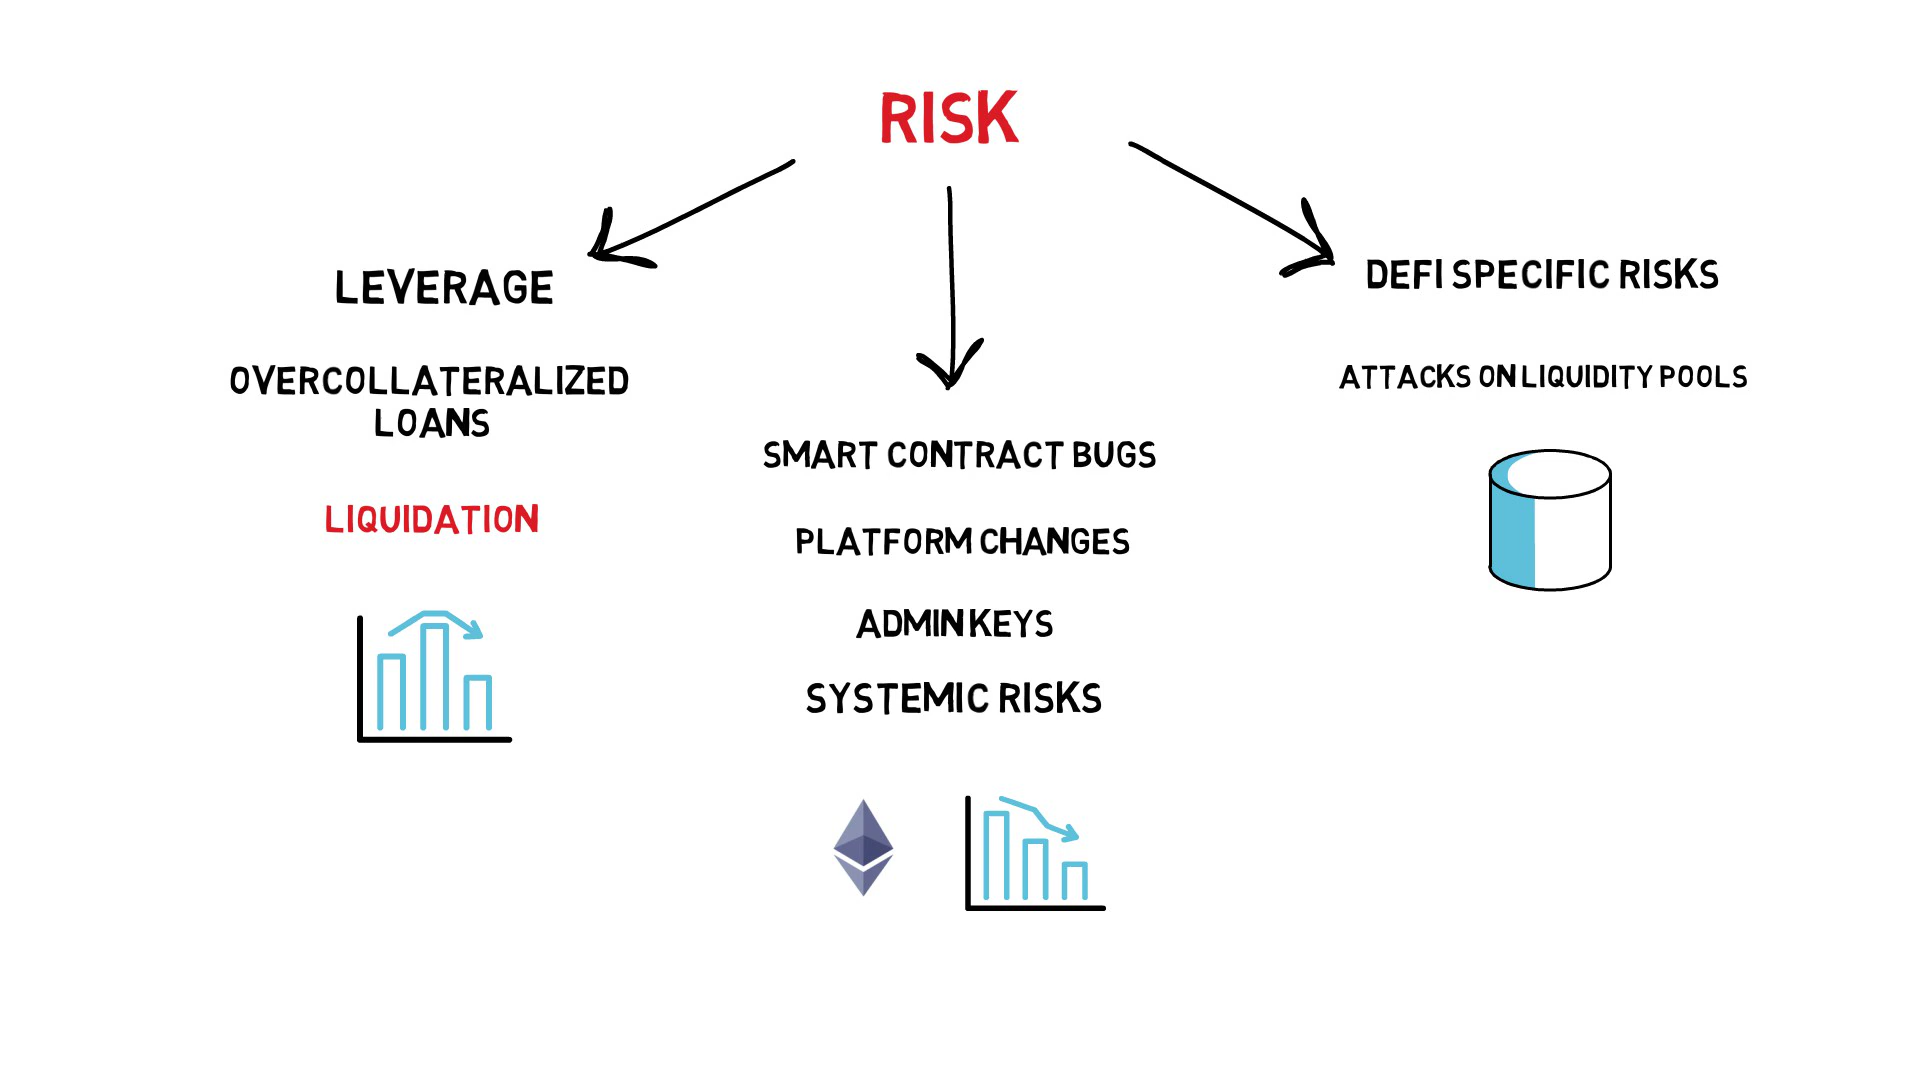 RISK
LEVERAGE
OVERCOLLATERALIZED
LOANS
LIQUIDATION
SMART CONTRACT BUGS
PLATFORM CHANGES
ADMIN KEYS
SYSTEMIC RISKS
DEFI SPECIFIC RISKS
ATTACKS ON LIQUIDITY POOLS